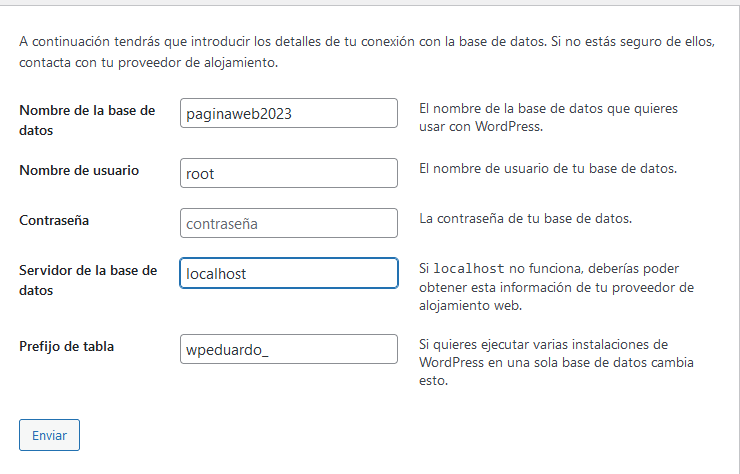 A continuación tendrás que introducir los detalles de tu conexión con la base de datos. Si no estás seguro de ellos,
contacta con tu proveedor de alojamiento.
Nombre de la base de
datos
paginaweb2023
El nombre de la base de datos que quieres
usar con WordPress.
Nombre de usuario
root
El nombre de usuario de tu base de datos.
Contraseña
contraseña
La contraseña de tu base de datos.
Servidor de la base de
datos
localhost
Si localhost no funciona, deberías poder
obtener esta información de tu proveedor de
alojamiento web.
Prefijo de tabla
wpeduardo_
Si quieres ejecutar varias instalaciones de
WordPress en una sola base de datos cambia
esto.
Enviar